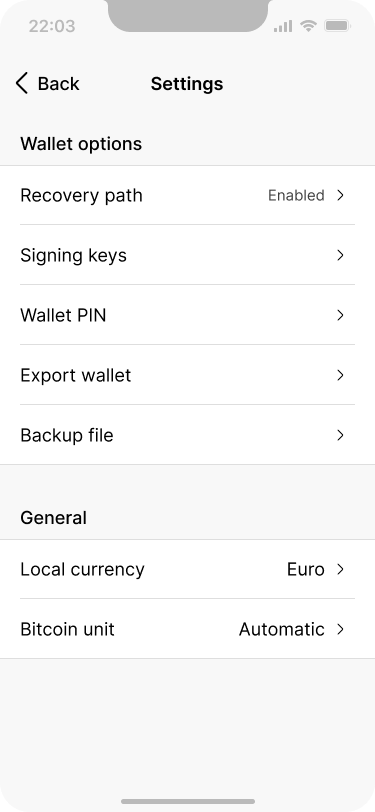 22:03
Back Settings
Wallet options
Recovery path Enabled
Signing keys
Wallet PIN
Export wallet
Backup file
General
Local currency Euro
Bitcoin unit Automatic